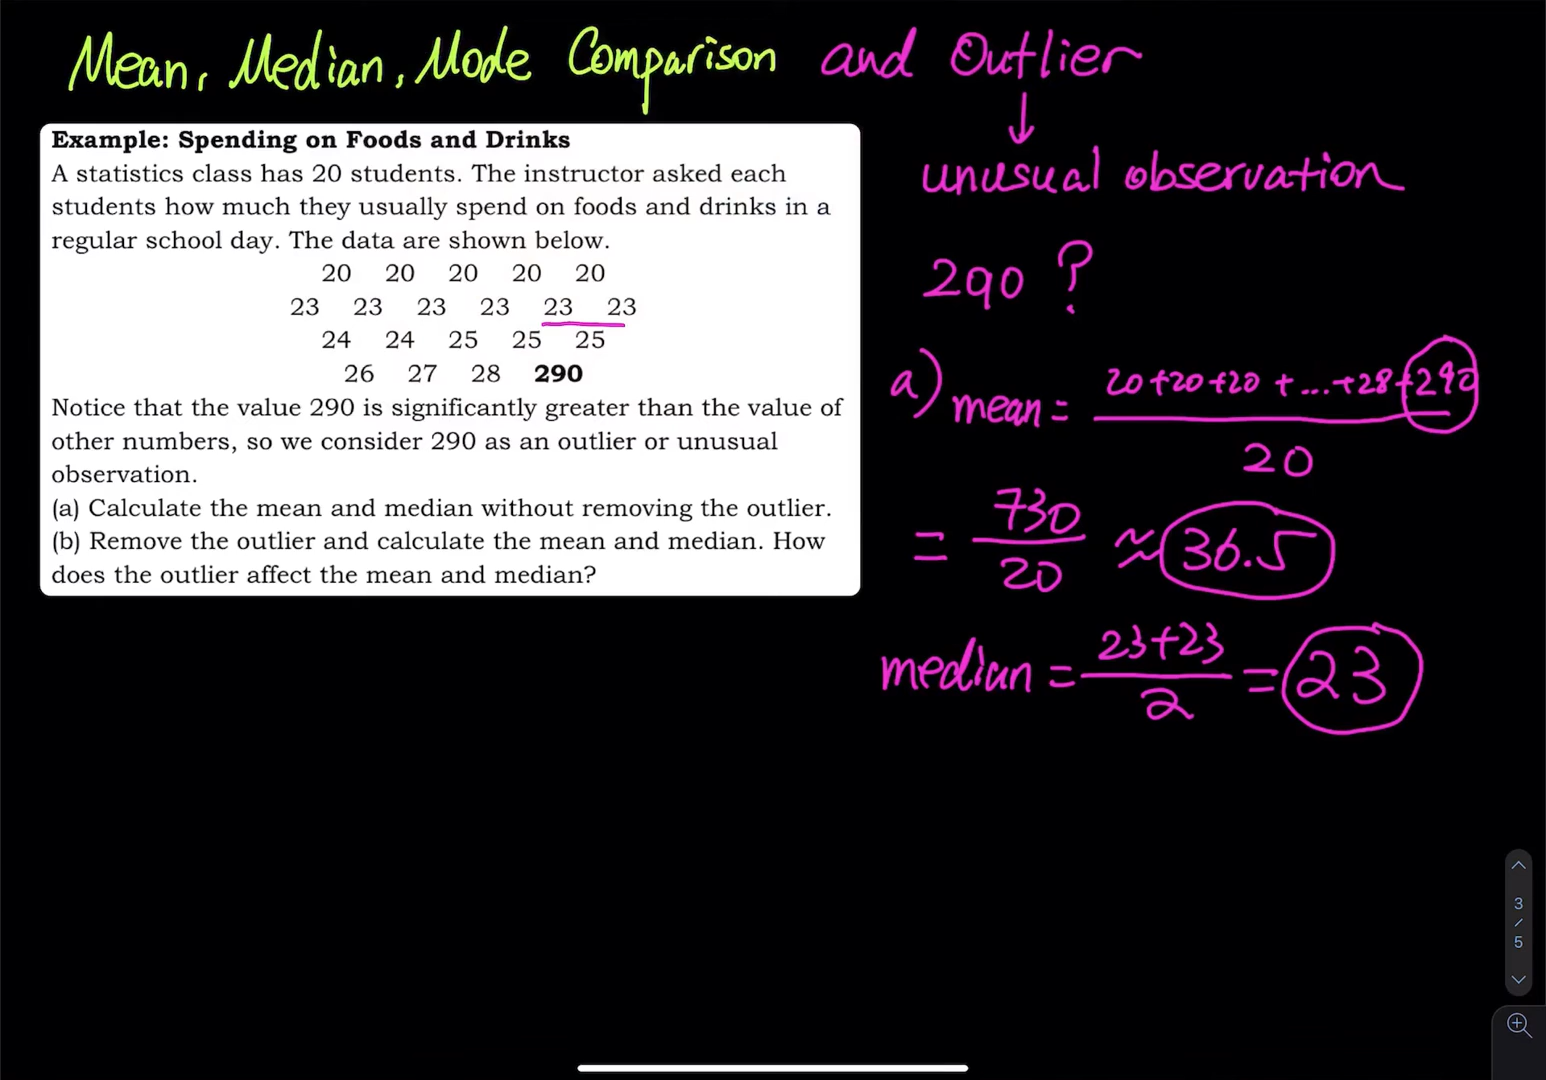 Mean, Median, Mode Comparison and Outlier
↓
unusual observation
Example: Spending on Foods and Drinks
A statistics class has 20 students. The instructor asked each
students how much they usually spend on foods and drinks in a
regular school day. The data are shown below.
20 20 20 20 20
23 23 23 23 23 23
24 24 25 25 25
26 27 28 290
Notice that the value 290 is significantly greater than the value of
other numbers, so we consider 290 as an outlier or unusual
observation.
(a) Calculate the mean and median without removing the outlier.
(b) Remove the outlier and calculate the mean and median. How
does the outlier affect the mean and median?
290 ?
a) mean = 20+20+20+...+28+290
20
= 730
20
≈ 36.5
median = 23+23
2
= 23
3
/
5